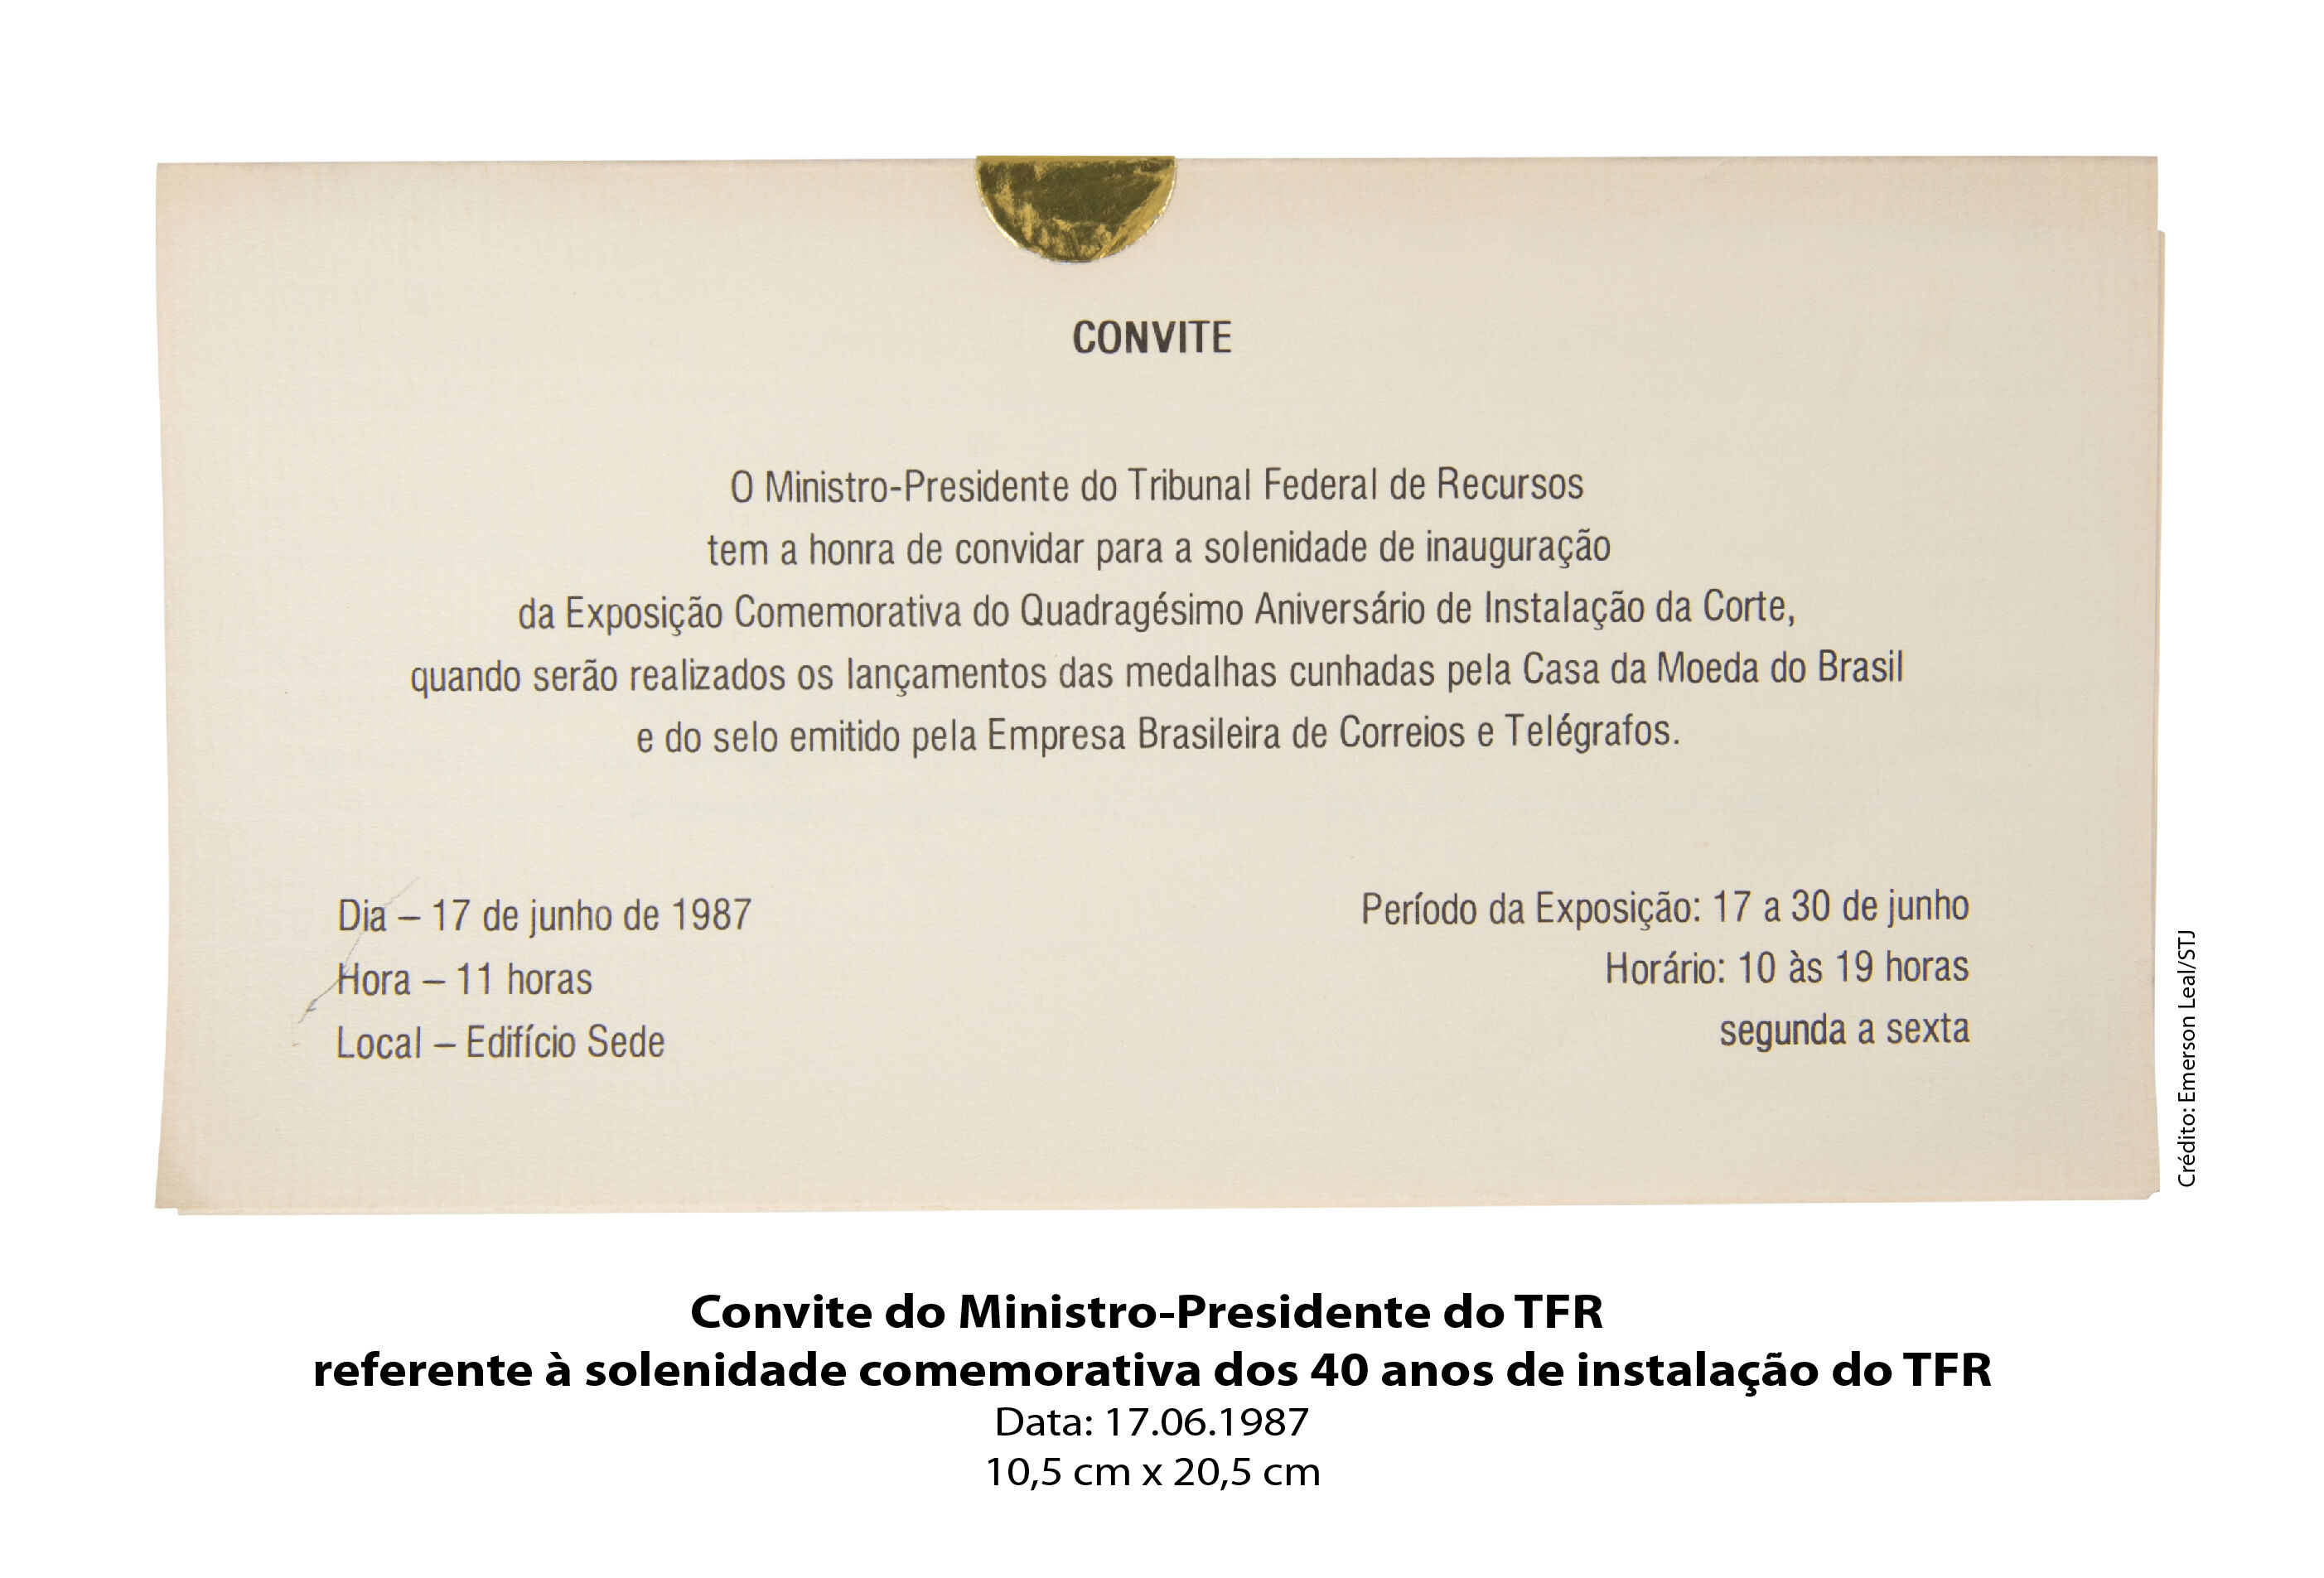 CONVITE
O Ministro-Presidente do Tribunal Federal de Recursos
tem a honra de convidar para a solenidade de inauguração
da Exposição Comemorativa do Quadragésimo Aniversário de Instalação da Corte,
quando serão realizados os lançamentos das medalhas cunhadas pela Casa da Moeda do Brasil
e do selo emitido pela Empresa Brasileira de Correios e Telégrafos.
Dia – 17 de junho de 1987
Hora – 11 horas
Local – Edifício Sede
Período da Exposição: 17 a 30 de junho
Horário: 10 às 19 horas
segunda a sexta
Crédito: Emerson Leal/STJ
Convite do Ministro-Presidente do TFR
referente à solenidade comemorativa dos 40 anos de instalação do TFR
Data: 17.06.1987
10,5 cm x 20,5 cm